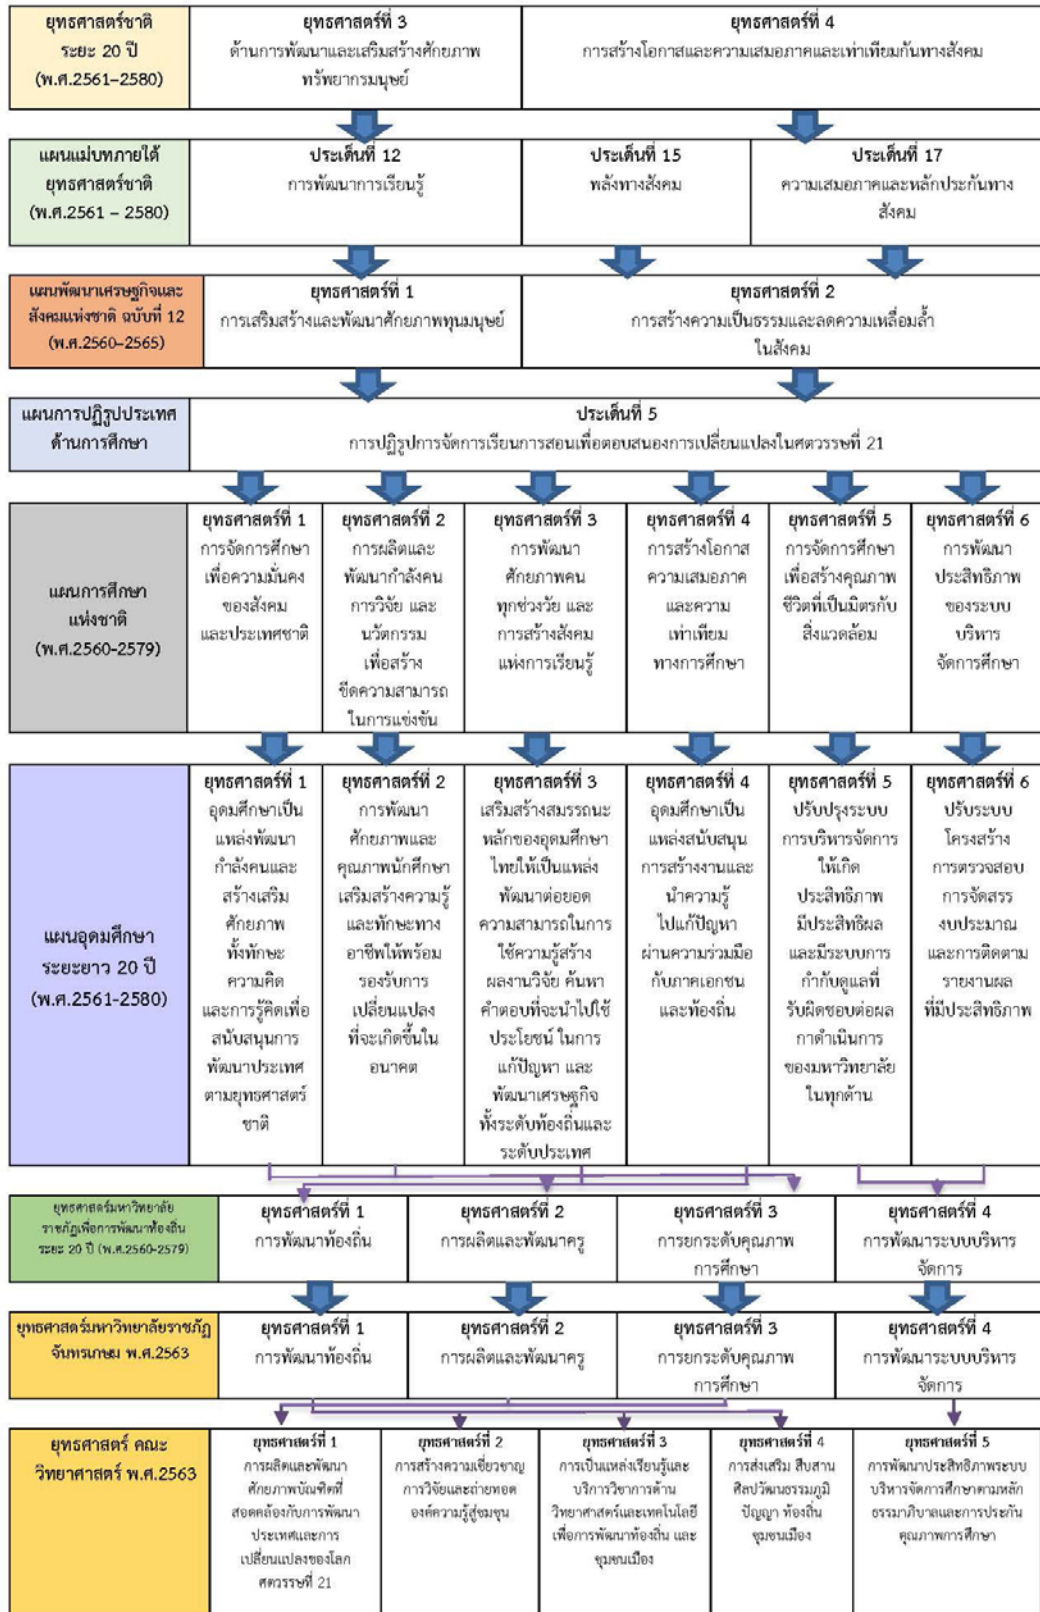 ยุทธศาสตร์ชาติ
ระยะ 20 ปี
(พ.ศ.2561–2580)
ยุทธศาสตร์ที่ 3
ด้านการพัฒนาและเสริมสร้างศักยภาพ
ทรัพยากรมนุษย์
ยุทธศาสตร์ที่ 4
การสร้างโอกาสและความเสมอภาคและเท่าเทียมกันทางสังคม
แผนแม่บทภายใต้
ยุทธศาสตร์ชาติ
(พ.ศ.2561 – 2580)
ประเด็นที่ 12
การพัฒนาการเรียนรู้
ประเด็นที่ 15
พลังทางสังคม
ประเด็นที่ 17
ความเสมอภาคและหลักประกันทาง
สังคม
แผนพัฒนาเศรษฐกิจและ
สังคมแห่งชาติ ฉบับที่ 12
(พ.ศ.2560–2565)
ยุทธศาสตร์ที่ 1
การเสริมสร้างและพัฒนาศักยภาพทุนมนุษย์
ยุทธศาสตร์ที่ 2
การสร้างความเป็นธรรมและลดความเหลื่อมล้ำ
ในสังคม
แผนการปฏิรูปประเทศ
ด้านการศึกษา
ประเด็นที่ 5
การปฏิรูปการจัดการเรียนการสอนเพื่อตอบสนองการเปลี่ยนแปลงในศตวรรษที่ 21
แผนการศึกษา
แห่งชาติ
(พ.ศ.2560-2579)
ยุทธศาสตร์ที่ 1
การจัดการศึกษา
เพื่อความมั่นคง
ของสังคม
และประเทศชาติ
ยุทธศาสตร์ที่ 2
การผลิตและ
พัฒนากำลังคน
การวิจัย และ
นวัตกรรม
เพื่อสร้าง
ขีดความสามารถ
ในการแข่งขัน
ยุทธศาสตร์ที่ 3
การพัฒนา
ศักยภาพคน
ทุกช่วงวัย และ
การสร้างสังคม
แห่งการเรียนรู้
ยุทธศาสตร์ที่ 4
การสร้างโอกาส
ความเสมอภาค
และความ
เท่าเทียม
ทางการศึกษา
ยุทธศาสตร์ที่ 5
การจัดการศึกษา
เพื่อสร้างคุณภาพ
ชีวิตที่เป็นมิตรกับ
สิ่งแวดล้อม
ยุทธศาสตร์ที่ 6
การพัฒนา
ประสิทธิภาพ
ของระบบ
บริหาร
จัดการศึกษา
แผนอุดมศึกษา
ระยะยาว 20 ปี
(พ.ศ.2561-2580)
ยุทธศาสตร์ที่ 1
อุดมศึกษาเป็น
แหล่งพัฒนา
กำลังคนและ
สร้างเสริม
ศักยภาพ
ทั้งทักษะ
ความคิด
และการรู้คิดเพื่อ
สนับสนุนการ
พัฒนาประเทศ
ตามยุทธศาสตร์
ชาติ
ยุทธศาสตร์ที่ 2
การพัฒนา
ศักยภาพและ
คุณภาพนักศึกษา
เสริมสร้างความรู้
และทักษะทาง
อาชีพให้พร้อม
รองรับการ
เปลี่ยนแปลง
ที่จะเกิดขึ้นใน
อนาคต
ยุทธศาสตร์ที่ 3
เสริมสร้างสมรรถนะ
หลักของอุดมศึกษา
ไทยให้เป็นแหล่ง
พัฒนาต่อยอด
ความสามารถในการ
ใช้ความรู้สร้าง
ผลงานวิจัย ค้นหา
คำตอบที่จะนำไปใช้
ประโยชน์ ในการ
แก้ปัญหา และ
พัฒนาเศรษฐกิจ
ทั้งระดับท้องถิ่นและ
ระดับประเทศ
ยุทธศาสตร์ที่ 4
อุดมศึกษาเป็น
แหล่งสนับสนุน
การสร้างงานและ
นำความรู้
ไปแก้ปัญหา
ผ่านความร่วมมือ
กับภาคเอกชน
และท้องถิ่น
ยุทธศาสตร์ที่ 5
ปรับปรุงระบบ
การบริหารจัดการ
ให้เกิด
ประสิทธิภาพ
มีประสิทธิผล
และมีระบบการ
กำกับดูแลที่
รับผิดชอบต่อผล
กาดำเนินการ
ของมหาวิทยาลัย
ในทุกด้าน
ยุทธศาสตร์ที่ 6
ปรับระบบ
โครงสร้าง
การตรวจสอบ
การจัดสรร
งบประมาณ
และการติดตาม
รายงานผล
ที่มีประสิทธิภาพ
ยุทธศาสตร์มหาวิทยาลัย
ราชภัฏเพื่อการพัฒนาท้องถิ่น
ระยะ 20 ปี (พ.ศ.2560-2579)
ยุทธศาสตร์ที่ 1
การพัฒนาท้องถิ่น
ยุทธศาสตร์ที่ 2
การผลิตและพัฒนาครู
ยุทธศาสตร์ที่ 3
การยกระดับคุณภาพ
การศึกษา
ยุทธศาสตร์ที่ 4
การพัฒนาระบบบริหาร
จัดการ
ยุทธศาสตร์มหาวิทยาลัยราชภัฏ
จันทรเกษม พ.ศ.2563
ยุทธศาสตร์ที่ 1
การพัฒนาท้องถิ่น
ยุทธศาสตร์ที่ 2
การผลิตและพัฒนาครู
ยุทธศาสตร์ที่ 3
การยกระดับคุณภาพ
การศึกษา
ยุทธศาสตร์ที่ 4
การพัฒนาระบบบริหาร
จัดการ
ยุทธศาสตร์ คณะ
วิทยาศาสตร์ พ.ศ.2563
ยุทธศาสตร์ที่ 1
การผลิตและพัฒนา
ศักยภาพบัณฑิตที่
สอดคล้องกับการพัฒนา
ประเทศและการ
เปลี่ยนแปลงของโลก
ศตวรรษที่ 21
ยุทธศาสตร์ที่ 2
การสร้างความเชี่ยวชาญ
การวิจัยและถ่ายทอด
องค์ความรู้สู่ชุมชน
ยุทธศาสตร์ที่ 3
การเป็นแหล่งเรียนรู้และ
บริการวิชาการด้าน
วิทยาศาสตร์และเทคโนโลยี
เพื่อการพัฒนาท้องถิ่น และ
ชุมชนเมือง
ยุทธศาสตร์ที่ 4
การส่งเสริม สืบสาน
ศิลปวัฒนธรรมภูมิ
ปัญญา ท้องถิ่น
ชุมชนเมือง
ยุทธศาสตร์ที่ 5
การพัฒนาประสิทธิภาพระบบ
บริหารจัดการศึกษาตามหลัก
ธรรมาภิบาลและการประกัน
คุณภาพการศึกษา